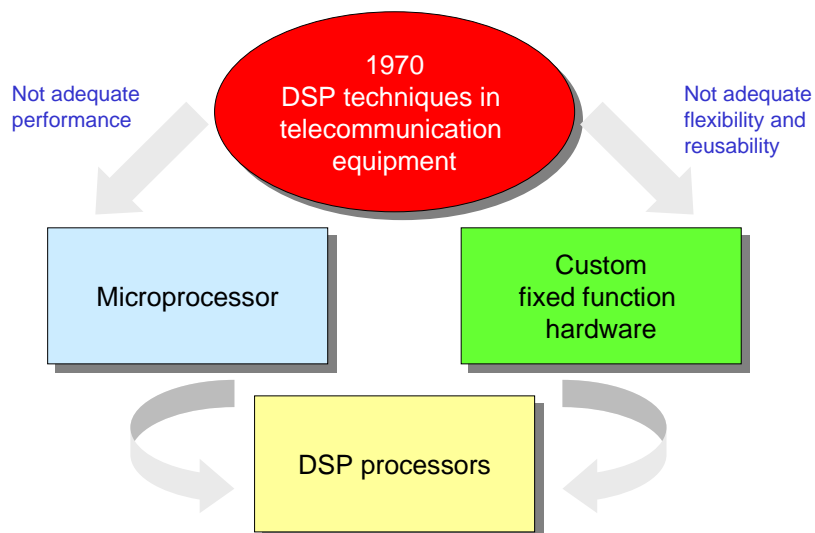 1970
DSP techniques in
telecommunication
equipment
Not adequate
performance
Not adequate
flexibility and
reusability
Microprocessor
Custom
fixed function
hardware
DSP processors